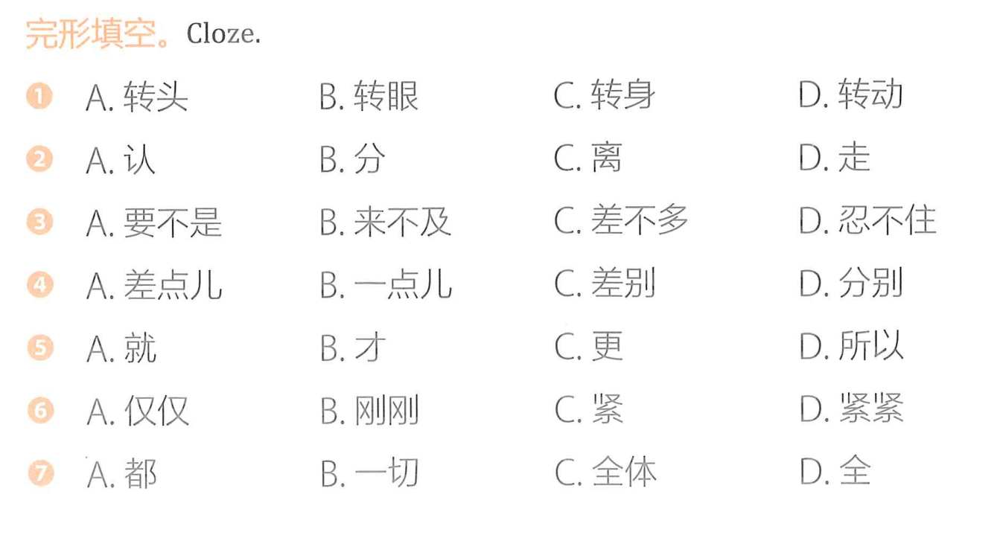 完形填空。Cloze.
1 A. 转头 B. 转眼 C. 转身 D. 转动
2 A. 认 B. 分 C. 离 D. 走
3 A. 要不是 B. 来不及 C. 差不多 D. 忍不住
4 A. 差点儿 B. 一点儿 C. 差别 D. 分别
5 A. 就 B. 才 C. 更 D. 所以
6 A. 仅仅 B. 刚刚 C. 紧 D. 紧紧
7 A. 都 B. 一切 C. 全体 D. 全